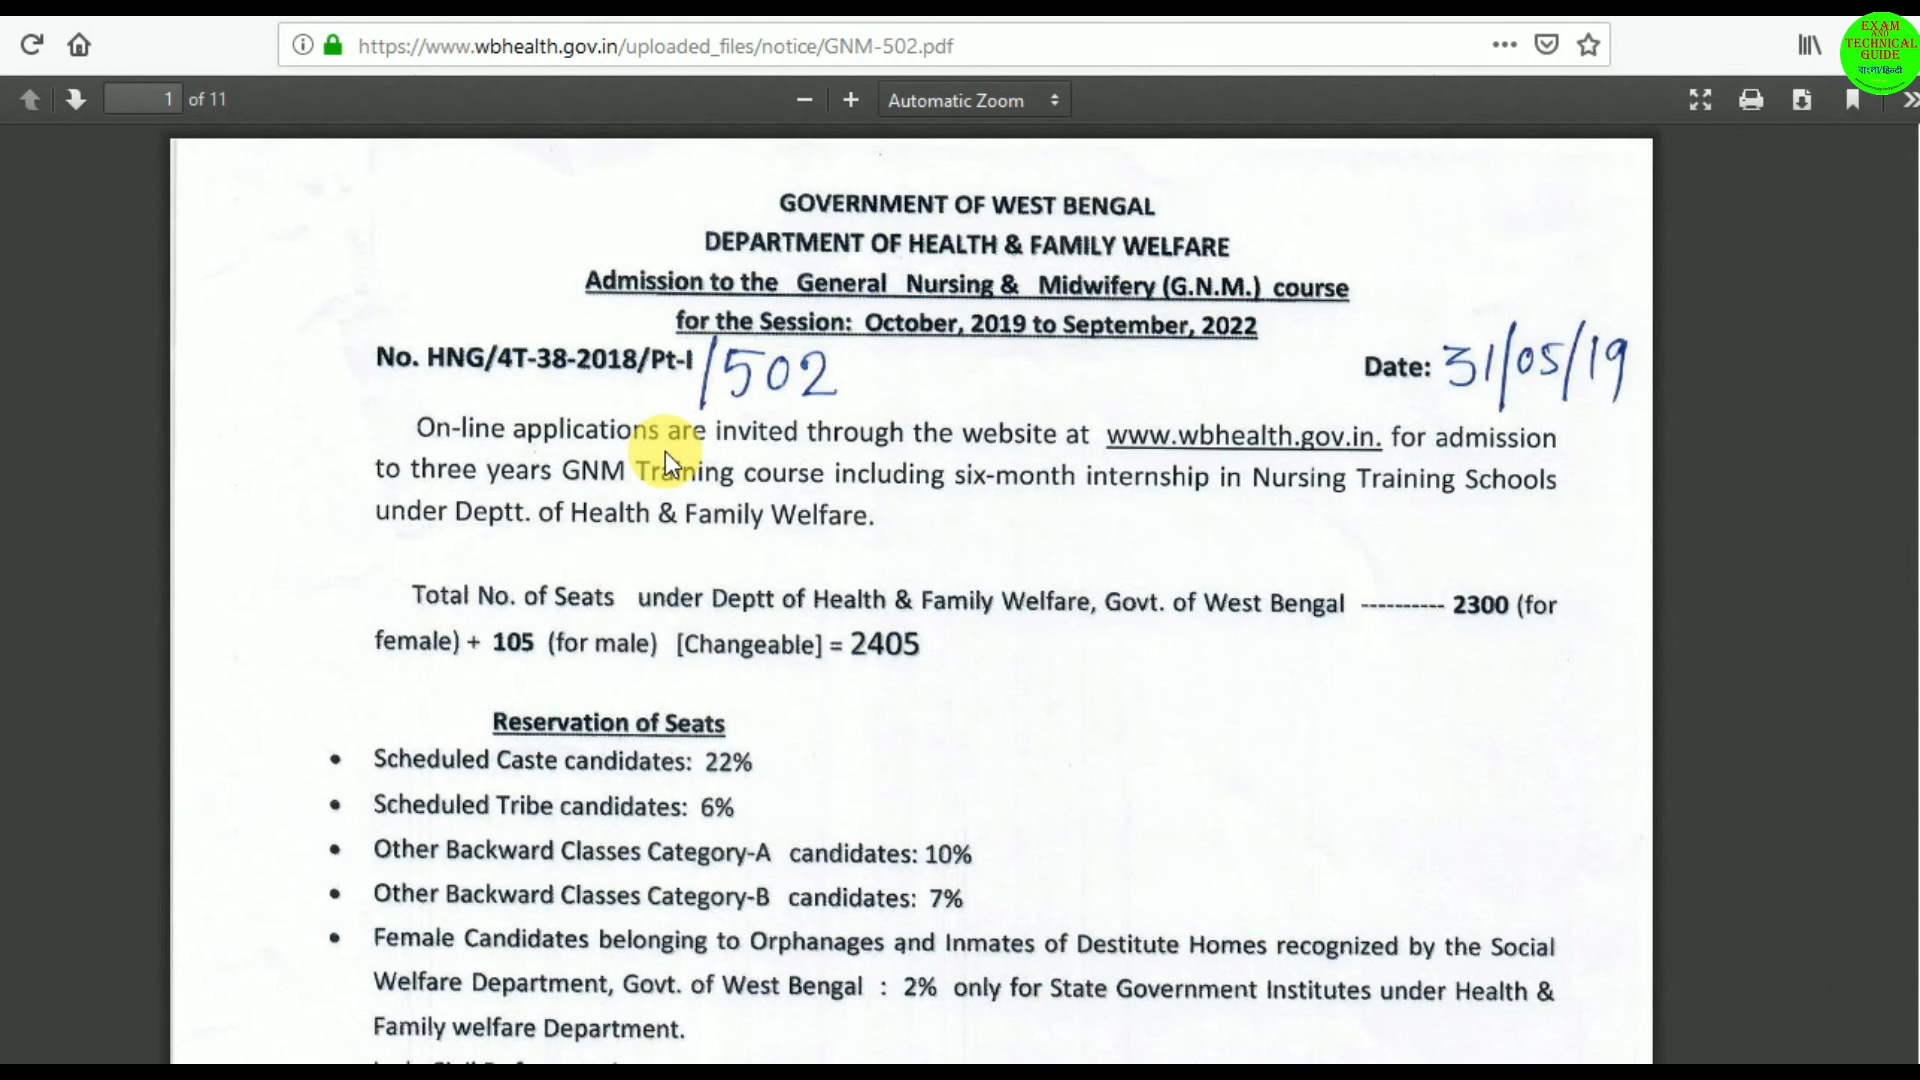 EXAM
AND
TECHNICAL
GUIDE
বাংলা/हिन्दी
https://www.wbhealth.gov.in/uploaded_files/notice/GNM-502.pdf
1 of 11
Automatic Zoom
GOVERNMENT OF WEST BENGAL
DEPARTMENT OF HEALTH & FAMILY WELFARE
Admission to the General Nursing & Midwifery (G.N.M.) course
for the Session: October, 2019 to September, 2022
No. HNG/4T-38-2018/Pt-I/502 Date: 31/05/19
On-line applications are invited through the website at www.wbhealth.gov.in. for admission
to three years GNM Training course including six-month internship in Nursing Training Schools
under Deptt. of Health & Family Welfare.
Total No. of Seats under Deptt of Health & Family Welfare, Govt. of West Bengal ---------- 2300 (for
female) + 105 (for male) [Changeable] = 2405
Reservation of Seats
• Scheduled Caste candidates: 22%
• Scheduled Tribe candidates: 6%
• Other Backward Classes Category-A candidates: 10%
• Other Backward Classes Category-B candidates: 7%
• Female Candidates belonging to Orphanages and Inmates of Destitute Homes recognized by the Social
Welfare Department, Govt. of West Bengal : 2% only for State Government Institutes under Health &
Family welfare Department.